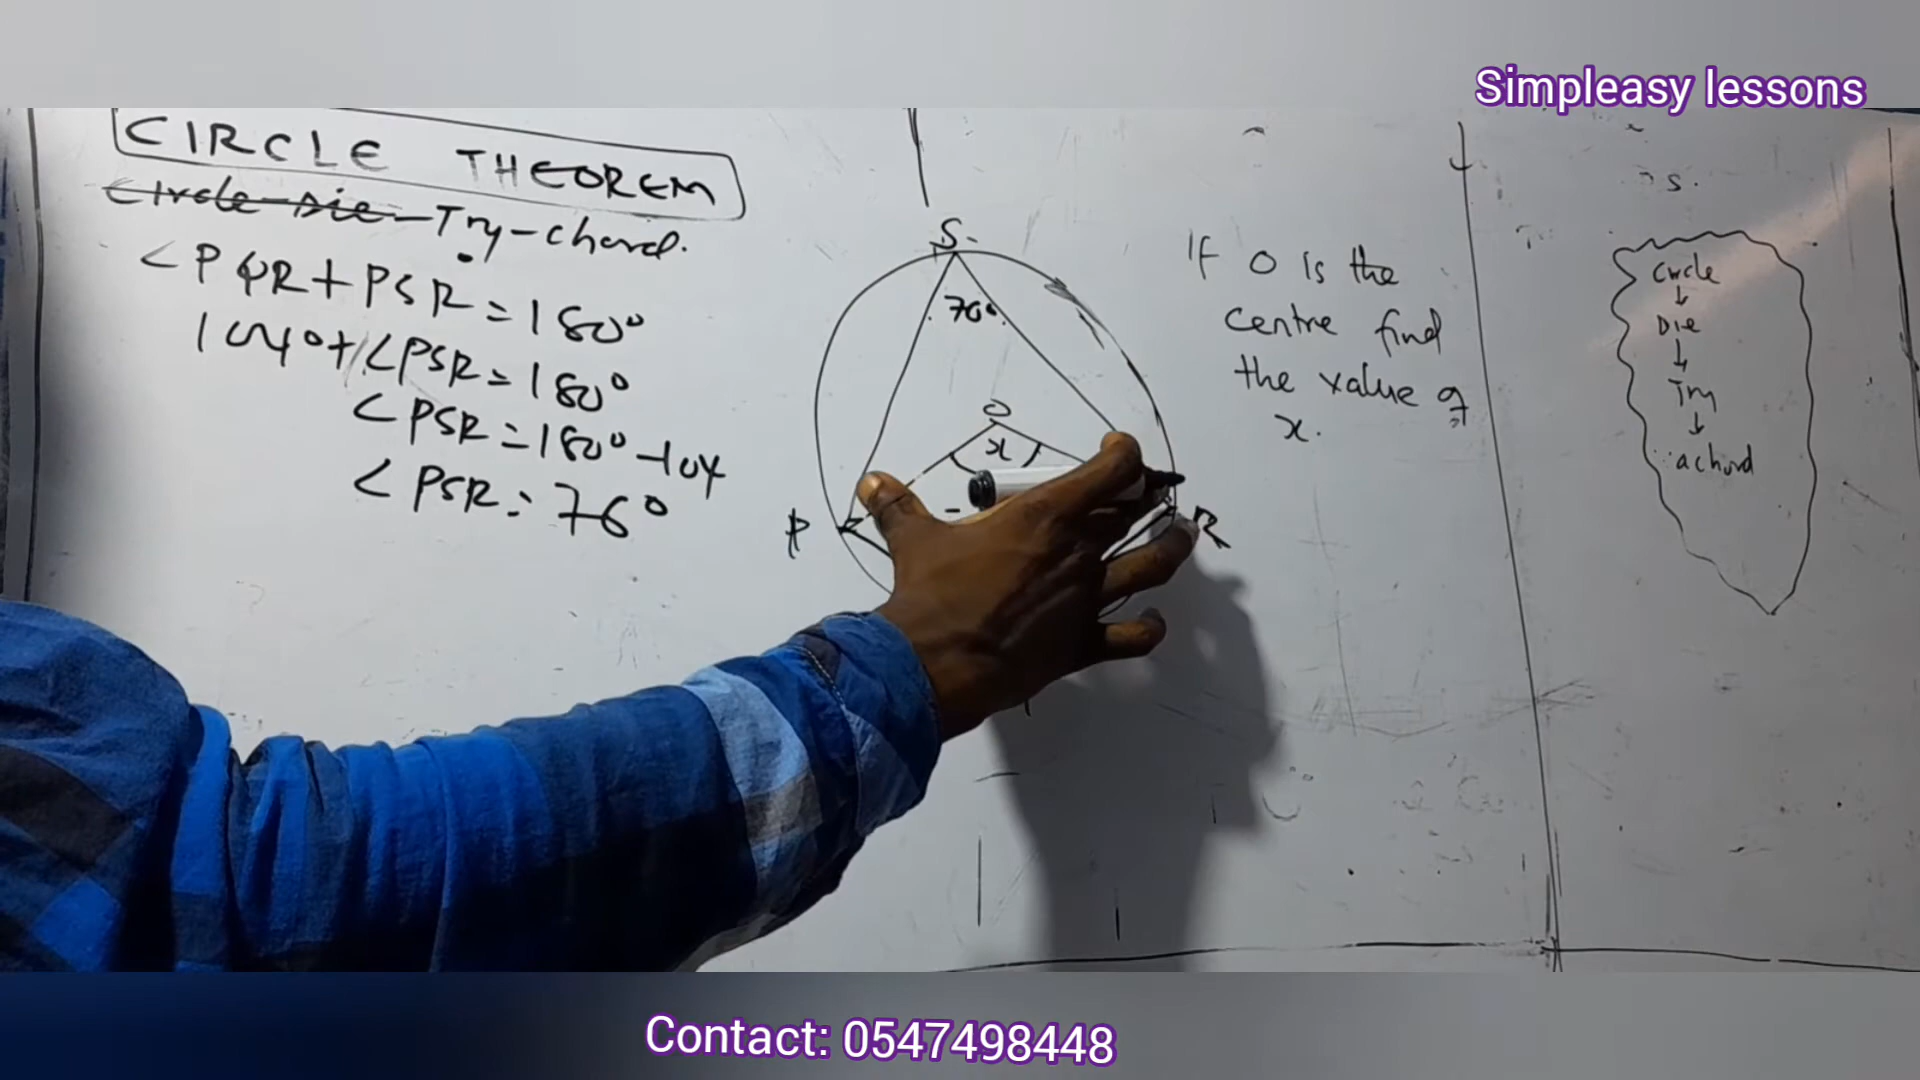 Simpleasy lessons
CIRCLE THEOREM
Circle-Die-Try-chord.
<PQR+PSR=180°
104°+<PSR=180°
<PSR=180°-104
<PSR=76°
S
76°
O
x
P
R
If O is the
centre find
the value of
x.
s.
Circle
↓
Die
↓
Try
↓
a chord
Contact: 0547498448